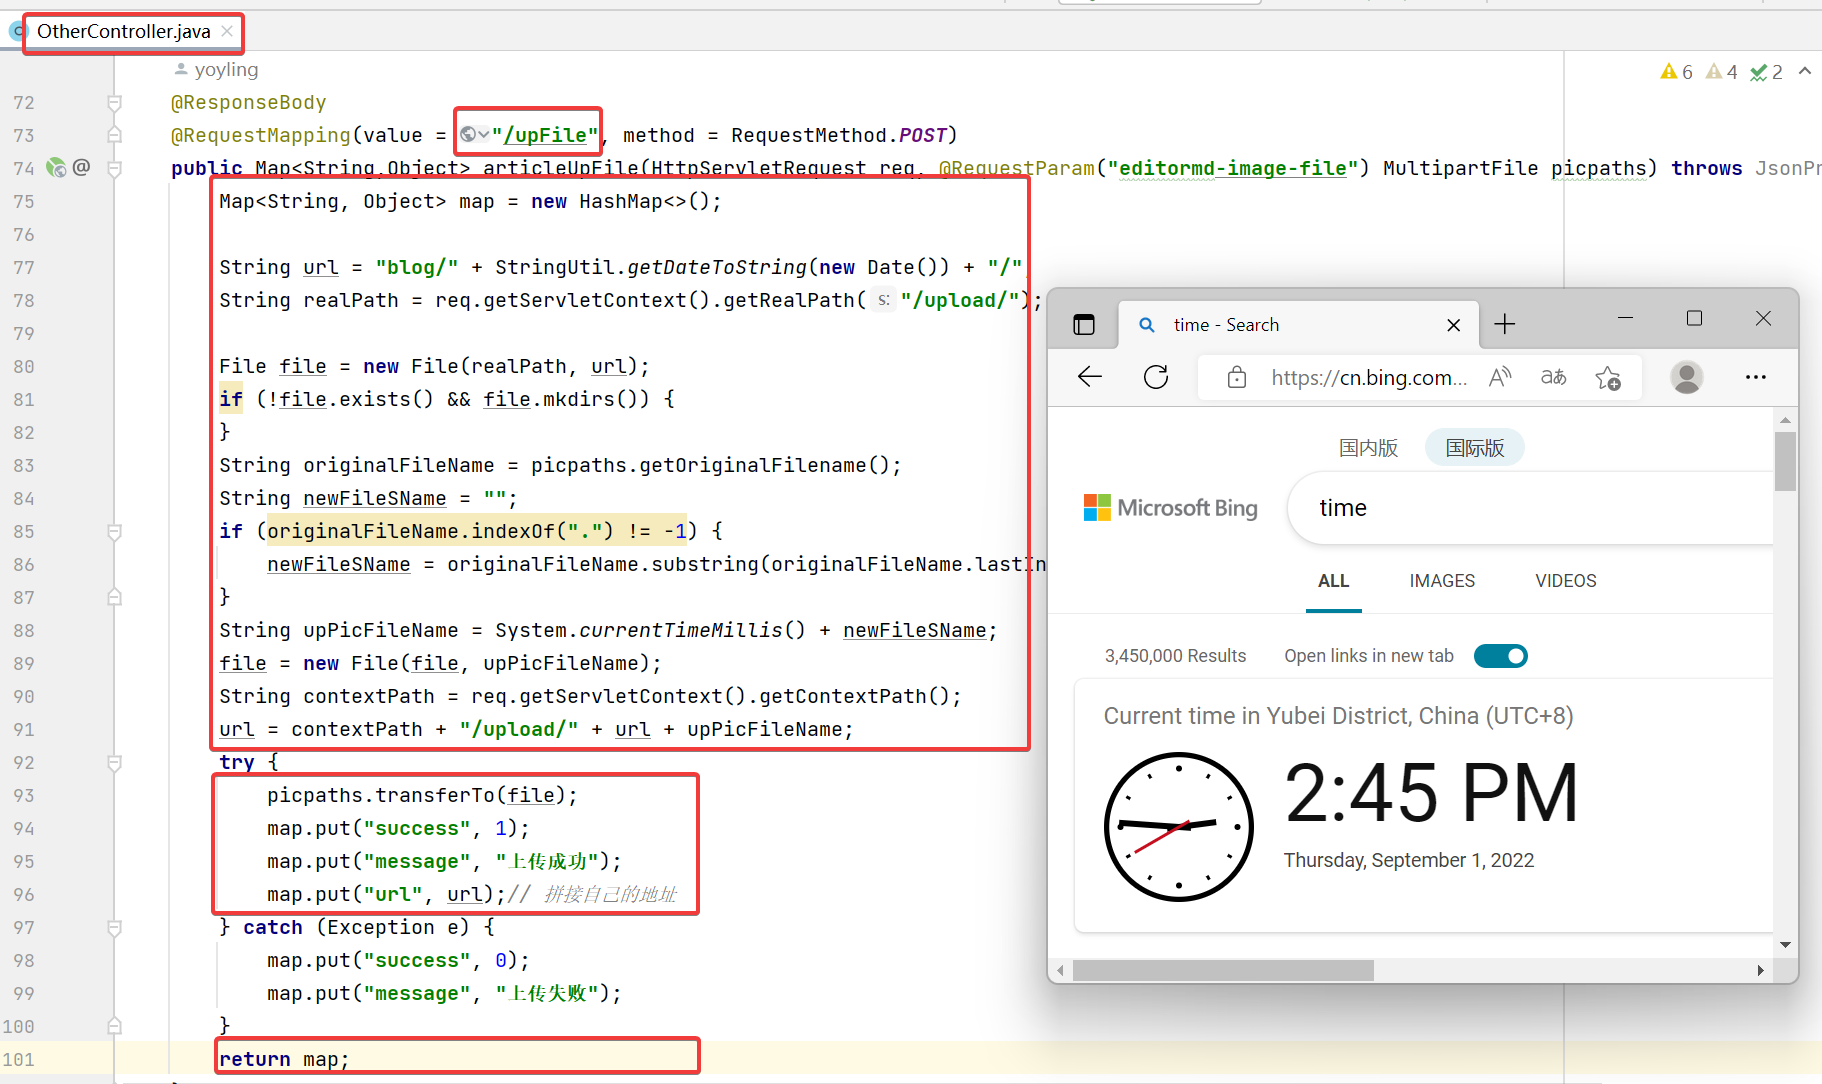 OtherController.java
yoyling
6 4 2
72 @ResponseBody
73 @RequestMapping(value = "/upFile", method = RequestMethod.POST)
74 @ public Map<String,Object> articleUpFile(HttpServletRequest req, @RequestParam("editormd-image-file") MultipartFile picpaths) throws JsonPr
75 Map<String, Object> map = new HashMap<>();
76
77 String url = "blog/" + StringUtil.getDateToString(new Date()) + "/"
78 String realPath = req.getServletContext().getRealPath( s: "/upload/");
79
80 File file = new File(realPath, url);
81 if (!file.exists() && file.mkdirs()) {
82 }
83 String originalFileName = picpaths.getOriginalFilename();
84 String newFileSName = "";
85 if (originalFileName.indexOf(".") != -1) {
86 newFileSName = originalFileName.substring(originalFileName.lastIn
87 }
88 String upPicFileName = System.currentTimeMillis() + newFileSName;
89 file = new File(file, upPicFileName);
90 String contextPath = req.getServletContext().getContextPath();
91 url = contextPath + "/upload/" + url + upPicFileName;
92 try {
93 picpaths.transferTo(file);
94 map.put("success", 1);
95 map.put("message", "上传成功");
96 map.put("url", url);// 拼接自己的地址
97 } catch (Exception e) {
98 map.put("success", 0);
99 map.put("message", "上传失败");
100 }
101 return map;
time - Search
https://cn.bing.com...
国内版 国际版
Microsoft Bing
time
ALL IMAGES VIDEOS
3,450,000 Results Open links in new tab
Current time in Yubei District, China (UTC+8)
2:45 PM
Thursday, September 1, 2022